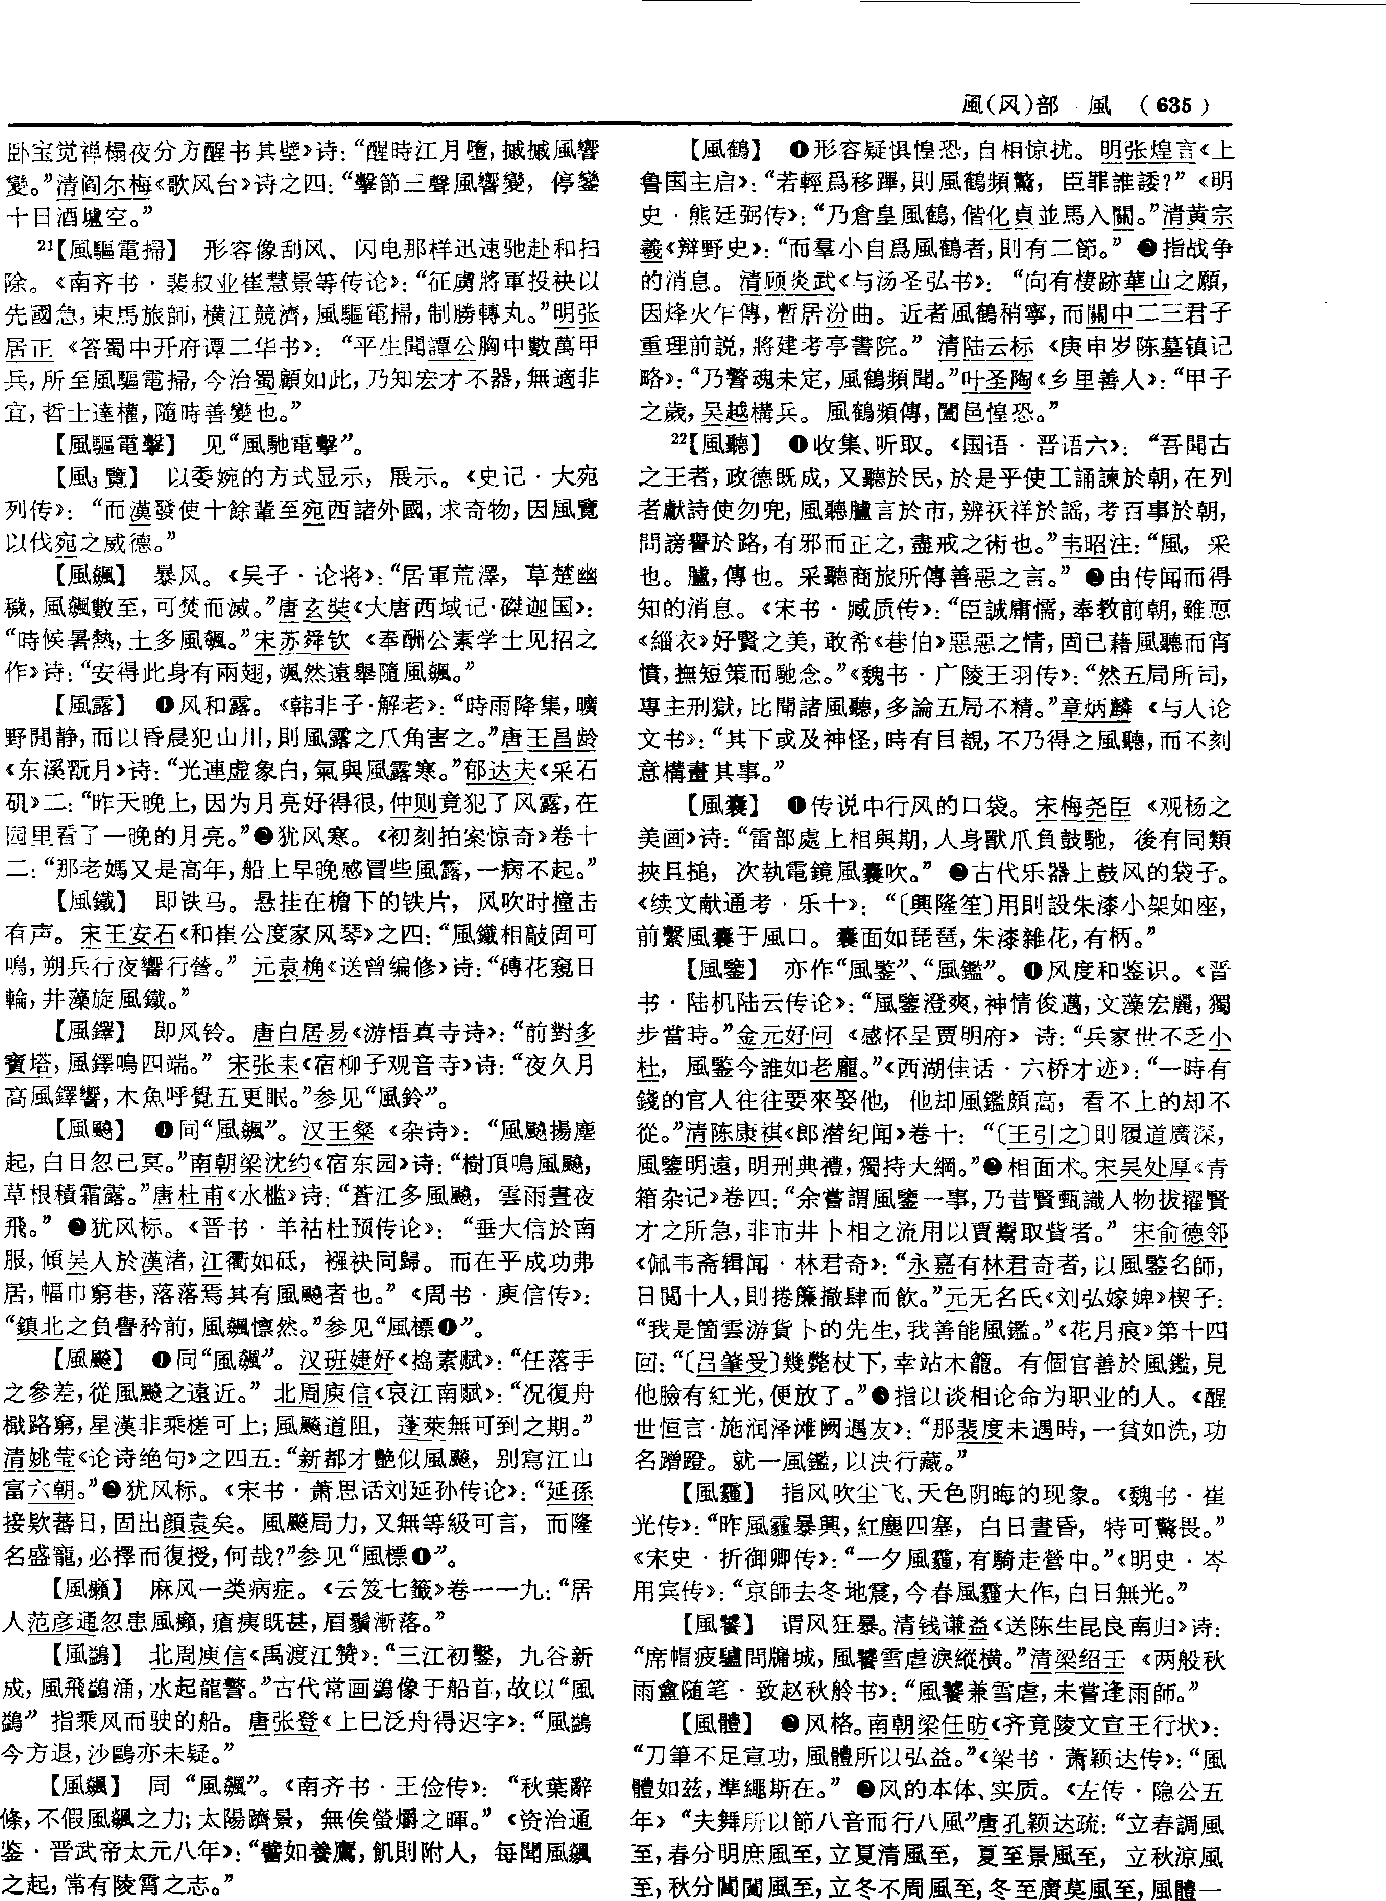 風(风)部 風 (635)
卧宝觉禅榻夜分方醒书其壁》诗：“醒時江月墮，摵摵風響
變。”清阎尔梅《歌风台》诗之四：“擊節三聲風響變，停鑾
十日酒壚空。”
21【風驅電掃】 形容像刮风、闪电那样迅速驰赴和扫
除。《南齐书·裴叔业崔慧景等传论》：“征虜將軍投袂以
先國急，束馬旅師，横江競濟，風驅電掃，制勝轉丸。”明张
居正《答蜀中开府谭二华书》：“平生聞譚公胸中數萬甲
兵，所至風驅電掃，今治蜀顧如此，乃知宏才不器，無適非
宜，哲士達權，隨時善變也。”
【風驅電擊】 见“風馳電擊”。
【風3覽】 以委婉的方式显示，展示。《史记·大宛
列传》：“而漢發使十餘輩至宛西諸外國，求奇物，因風覽
以伐宛之威德。”
【風飆】 暴风。《吴子·论将》：“居軍荒澤，草楚幽
穢，風飆數至，可焚而滅。”唐玄奘《大唐西域记·磔迦国》：
“時候暑熱，土多風飆。”宋苏舜钦《奉酬公素学士见招之
作》诗：“安得此身有兩翅，颯然遠舉隨風飆。”
【風露】 ❶风和露。《韩非子·解老》：“時雨降集，曠
野閒静，而以昏晨犯山川，則風露之爪角害之。”唐王昌龄
《东溪翫月》诗：“光連虚象白，氣與風露寒。”郁达夫《采石
矶》二：“昨天晚上，因为月亮好得很，仲则竟犯了风露，在
园里看了一晚的月亮。”❷犹风寒。《初刻拍案惊奇》卷十
二：“那老媽又是高年，船上早晚感冒些風露，一病不起。”
【風鐵】 即铁马。悬挂在檐下的铁片，风吹时撞击
有声。宋王安石《和崔公度家风琴》之四：“風鐵相敲固可
鳴，朔兵行夜響行營。”元袁桷《送曾编修》诗：“磚花窺日
輪，井藻旋風鐵。”
【風鐸】 即风铃。唐白居易《游悟真寺诗》：“前對多
寶塔，風鐸鳴四端。”宋张耒《宿柳子观音寺》诗：“夜久月
高風鐸響，木魚呼覺五更眠。”参见“風鈴”。
【風飈】 ❶同“風飆”。汉王粲《杂诗》：“風飈揚塵
起，白日忽已冥。”南朝梁沈约《宿东园》诗：“樹頂鳴風飈，
草根積霜露。”唐杜甫《水槛》诗：“蒼江多風飈，雲雨晝夜
飛。”❷犹风标。《晋书·羊祜杜预传论》：“垂大信於南
服，傾吴人於漢渚，江衢如砥，襁袂同歸。而在乎成功弗
居，幅巾窮巷，落落焉其有風飈者也。”《周书·庾信传》：
“鎮北之負譽矜前，風飆懔然。”参见“風標❶”。
【風飇】 ❶同“風飆”。汉班婕妤《捣素赋》：“任落手
之参差，從風飇之遠近。”北周庾信《哀江南赋》：“况復舟
檝路窮，星漢非乘槎可上；風飇道阻，蓬萊無可到之期。”
清姚莹《论诗绝句》之四五：“新都才艷似風飇，别寫江山
富六朝。”❷犹风标。《宋书·萧思话刘延孙传论》：“延孫
接欵蕃日，固出顔袁矣。風飇局力，又無等級可言，而隆
名盛寵，必擇而復授，何哉？”参见“風標❶”。
【風癩】 麻风一类病症。《云笈七籤》卷一一九：“居
人范彦通忽患風癩，瘡痍既甚，眉鬚漸落。”
【風鷁】 北周庾信《禹渡江赞》：“三江初鑿，九谷新
成，風飛鷁涌，水起龍驚。”古代常画鷁像于船首，故以“風
鷁”指乘风而驶的船。唐张登《上巳泛舟得迟字》：“風鷁
今方退，沙鷗亦未疑。”
【風飊】 同“風飆”。《南齐书·王俭传》：“秋葉辭
條，不假風飊之力；太陽躋景，無俟螢爝之暉。”《资治通
鉴·晋武帝太元八年》：“譬如養鷹，飢則附人，每聞風飊
之起，常有陵霄之志。”
【風鶴】 ❶形容疑惧惶恐，自相惊扰。明张煌言《上
鲁国主启》：“若輕爲移蹕，則風鶴頻驚，臣罪誰諉？”《明
史·熊廷弼传》：“乃倉皇風鶴，偕化貞並馬入關。”清黄宗
羲《辩野史》：“而羣小自爲風鶴者，則有二節。”❷指战争
的消息。清顾炎武《与汤圣弘书》：“向有棲跡華山之願，
因烽火乍傳，暫居汾曲。近者風鶴稍寧，而關中二三君子
重理前説，將建考亭書院。”清陆云标《庚申岁陈墓镇记
略》：“乃警魂未定，風鶴頻聞。”叶圣陶《乡里善人》：“甲子
之歲，吴越構兵。風鶴頻傳，闔邑惶恐。”
22【風聽】 ❶收集、听取。《国语·晋语六》：“吾聞古
之王者，政德既成，又聽於民，於是乎使工誦諫於朝，在列
者獻詩使勿兜，風聽臚言於市，辨祅祥於謡，考百事於朝，
問謗譽於路，有邪而正之，盡戒之術也。”韦昭注：“風，采
也。臚，傳也。采聽商旅所傳善惡之言。”❷由传闻而得
知的消息。《宋书·臧质传》：“臣誠庸懦，奉教前朝，雖恧
《緇衣》好賢之美，敢希《巷伯》惡惡之情，固已藉風聽而宵
憤，撫短策而馳念。”《魏书·广陵王羽传》：“然五局所司，
專主刑獄，比聞諸風聽，多論五局不精。”章炳麟《与人论
文书》：“其下或及神怪，時有目覩，不乃得之風聽，而不刻
意構畫其事。”
【風囊】 ❶传说中行风的口袋。宋梅尧臣《观杨之
美画》诗：“雷部處上相與期，人身獸爪負鼓馳，後有同類
挾且搥，次執電鏡風囊吹。”❷古代乐器上鼓风的袋子。
《续文献通考·乐十》：“〔興隆笙〕用則設朱漆小架如座，
前繫風囊于風口。囊面如琵琶，朱漆雜花，有柄。”
【風鑒】 亦作“風鉴”、“風鑑”。❶风度和鉴识。《晋
书·陆机陆云传论》：“風鑒澄爽，神情俊邁，文藻宏麗，獨
步當時。”金元好问《感怀呈贾明府》诗：“兵家世不乏小
杜，風鑒今誰如老龐。”《西湖佳话·六桥才迹》：“一時有
錢的官人往往要來娶他，他却風鑑頗高，看不上的却不
從。”清陈康祺《郎潜纪闻》卷十：“〔王引之〕則履道廣深，
風鑒明遠，明刑典禮，獨持大綱。”❷相面术。宋吴处厚《青
箱杂记》卷四：“余嘗謂風鑒一事，乃昔賢甄識人物拔擢賢
才之所急，非市井卜相之流用以賈鬻取貲者。”宋俞德邻
《佩韦斋辑闻·林君奇》：“永嘉有林君奇者，以風鑒名師，
日閲十人，則捲簾撤肆而飲。”元无名氏《刘弘嫁婢》楔子：
“我是箇雲游貨卜的先生，我善能風鑑。”《花月痕》第十四
回：“〔吕肇受〕幾斃杖下，幸站木籠。有個官善於風鑑，見
他臉有紅光，便放了。”❸指以谈相论命为职业的人。《醒
世恒言·施润泽滩阙遇友》：“那裴度未遇時，一貧如洗，功
名蹭蹬。就一風鑑，以决行藏。”
【風霾】 指风吹尘飞、天色阴晦的现象。《魏书·崔
光传》：“昨風霾暴興，紅塵四塞，白日晝昏，特可驚畏。”
《宋史·折御卿传》：“一夕風霾，有騎走營中。”《明史·岑
用宾传》：“京師去冬地震，今春風霾大作，白日無光。”
【風饕】 谓风狂暴。清钱谦益《送陈生昆良南归》诗：
“席帽疲驢問牖城，風饕雪虐淚縱横。”清梁绍壬《两般秋
雨盦随笔·致赵秋舲书》：“風饕兼雪虐，未嘗逢雨師。”
【風體】 ❶风格。南朝梁任昉《齐竟陵文宣王行状》：
“刀筆不足宣功，風體所以弘益。”《梁书·萧颖达传》：“風
體如兹，準繩斯在。”❷风的本体、实质。《左传·隐公五
年》“夫舞所以節八音而行八風”唐孔颖达疏：“立春調風
至，春分明庶風至，立夏清風至，夏至景風至，立秋涼風
至，秋分閶闔風至，立冬不周風至，冬至廣莫風至，風體一